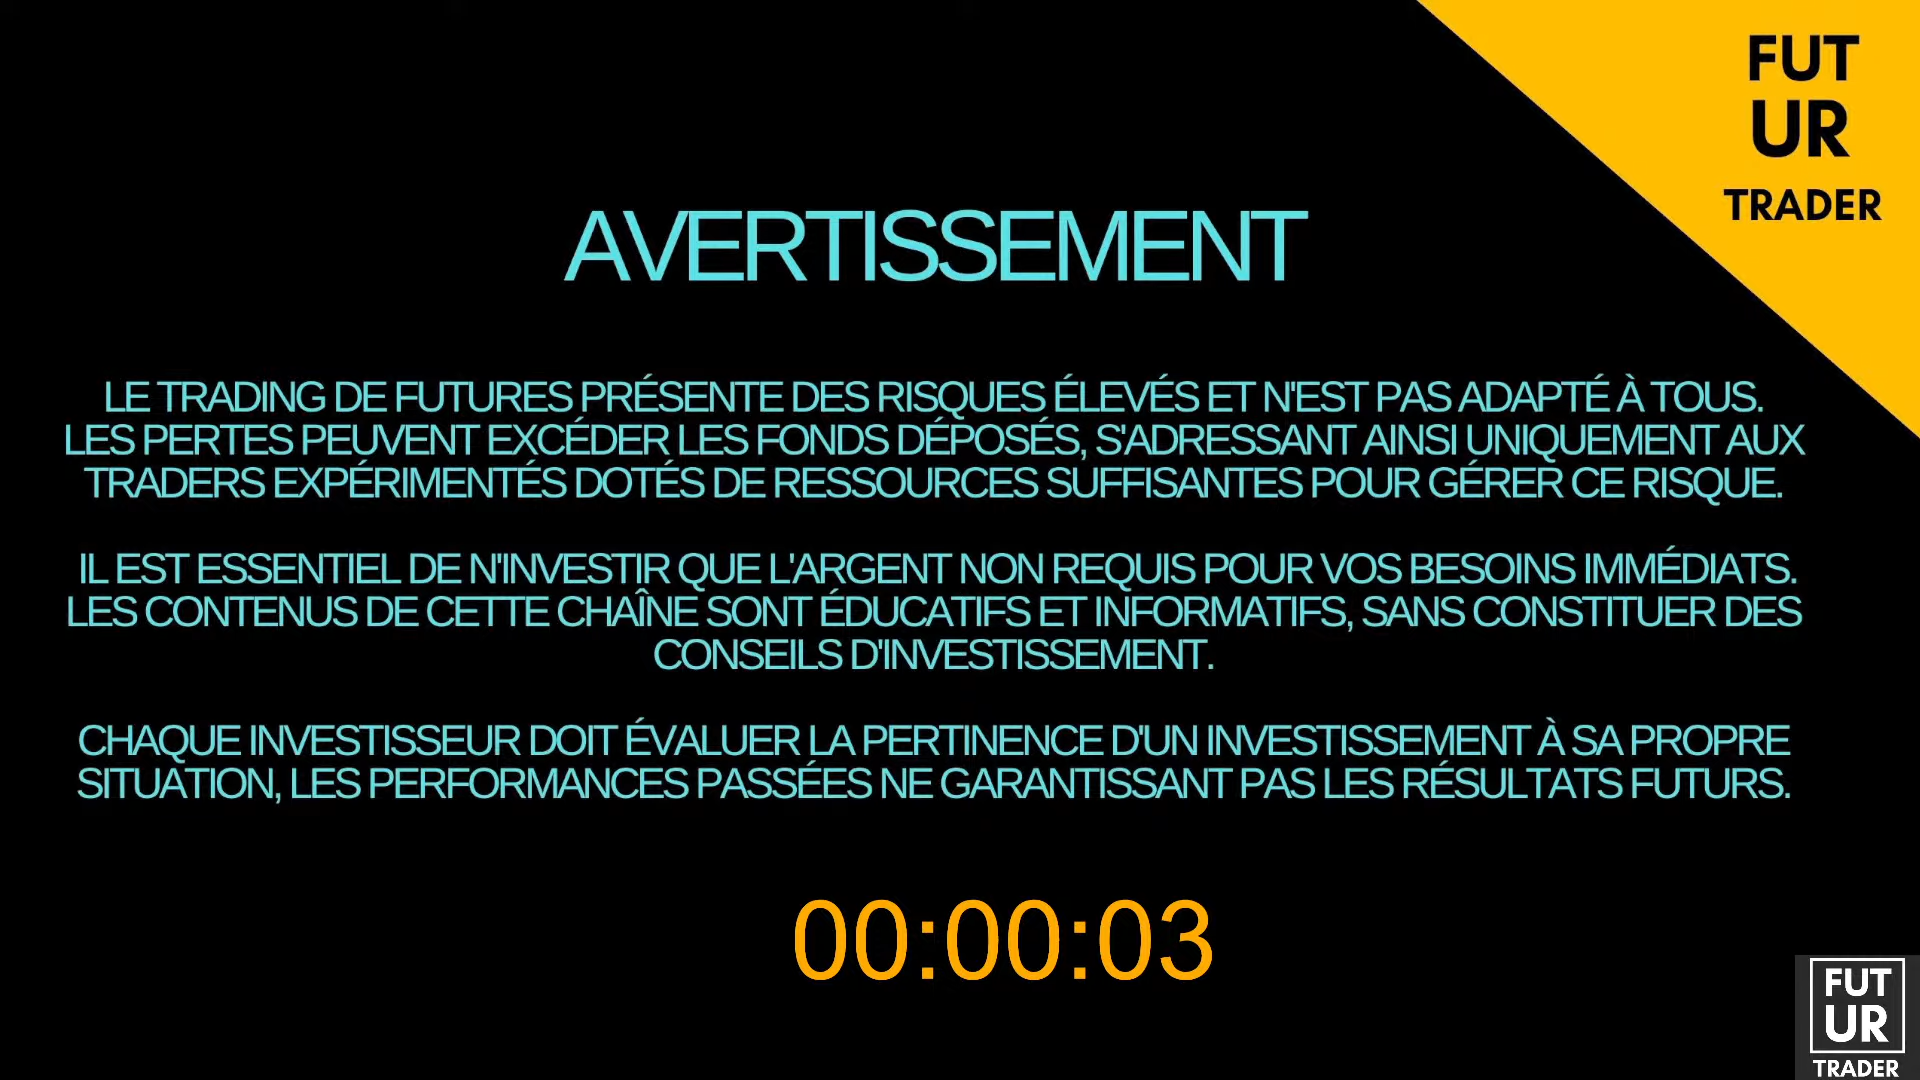 FUT
UR
TRADER
AVERTISSEMENT
LE TRADING DE FUTURES PRÉSENTE DES RISQUES ÉLEVÉS ET N'EST PAS ADAPTÉ À TOUS.
LES PERTES PEUVENT EXCÉDER LES FONDS DÉPOSÉS, S'ADRESSANT AINSI UNIQUEMENT AUX
TRADERS EXPÉRIMENTÉS DOTÉS DE RESSOURCES SUFFISANTES POUR GÉRER CE RISQUE.
IL EST ESSENTIEL DE N'INVESTIR QUE L'ARGENT NON REQUIS POUR VOS BESOINS IMMÉDIATS.
LES CONTENUS DE CETTE CHAÎNE SONT ÉDUCATIFS ET INFORMATIFS, SANS CONSTITUER DES
CONSEILS D'INVESTISSEMENT.
CHAQUE INVESTISSEUR DOIT ÉVALUER LA PERTINENCE D'UN INVESTISSEMENT À SA PROPRE
SITUATION, LES PERFORMANCES PASSÉES NE GARANTISSANT PAS LES RÉSULTATS FUTURS.
00:00:03
FUT
UR
TRADER